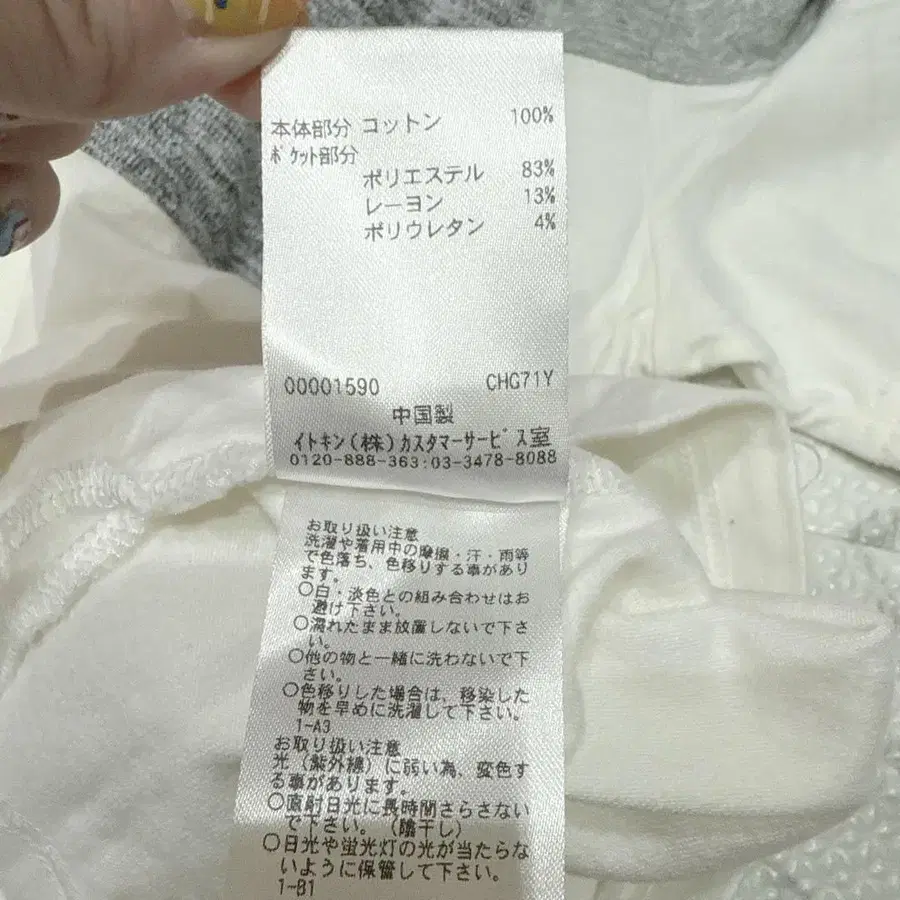 本体部分 コットン 100%
ポケット部分
ポリエステル 83%
レーヨン 13%
ポリウレタン 4%
00001590 CHG71Y
中国製
イトキン(株)カスタマーサービス室
0120-888-363:03-3478-8088
お取り扱い注意
洗濯や着用中の摩擦・汗・雨等
で色落ち、色移りする事があり
ます。
○白・淡色との組み合わせはお
避け下さい。
○濡れたまま放置しないで下さ
い。
○他の物と一緒に洗わないで下
さい。
○色移りした場合は、移染した
物を早めに洗濯して下さい。
1-A3
お取り扱い注意
光(紫外線)に弱い為、変色す
る事があります。
○直射日光に長時間さらさない
で下さい。(陰干し)
○日光や蛍光灯の光が当たらな
いように保管して下さい。
1-B1